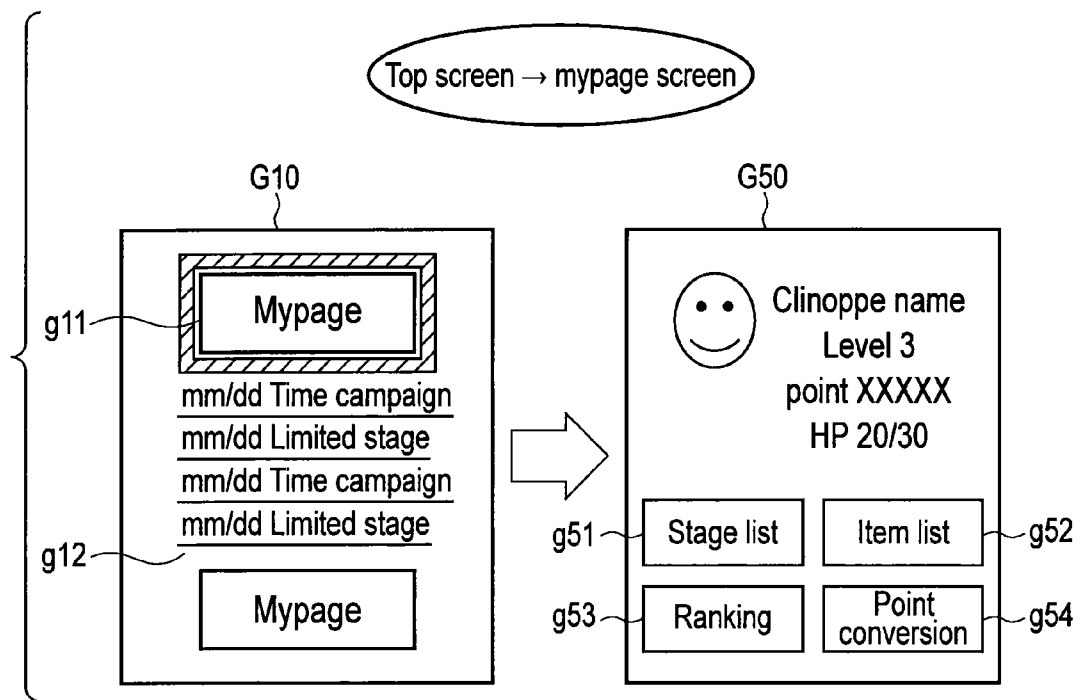 Top screen → mypage screen
G10
G50
g11
Mypage
mm/dd Time campaign
mm/dd Limited stage
mm/dd Time campaign
mm/dd Limited stage
g12
Mypage
Clinoppe name
Level 3
point XXXXX
HP 20/30
g51
Stage list
Item list
g52
g53
Ranking
Point
conversion
g54